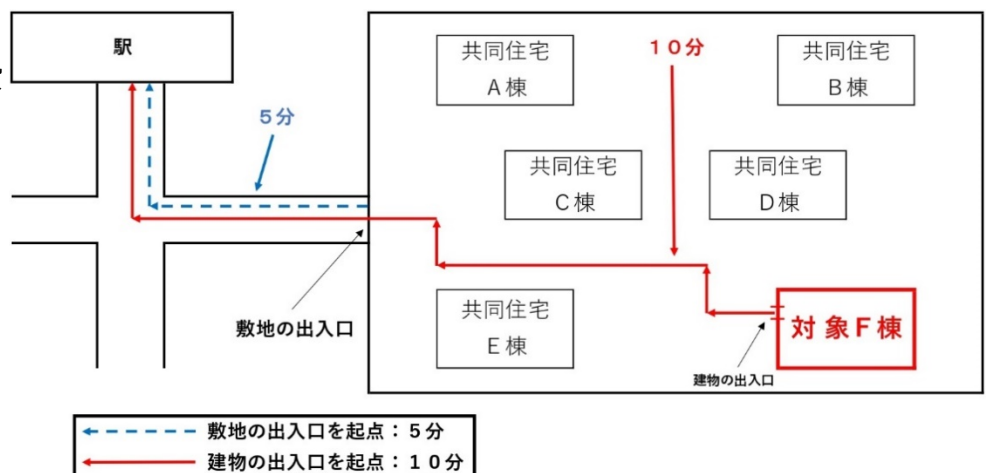 駅
5分
10分
共同住宅
A棟
共同住宅
B棟
共同住宅
C棟
共同住宅
D棟
敷地の出入口
共同住宅
E棟
対象F棟
建物の出入口
敷地の出入口を起点：5分
建物の出入口を起点：10分